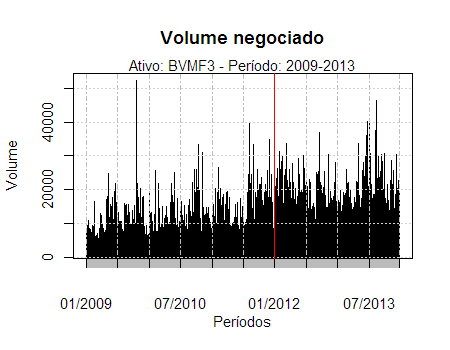 Volume negociado
Ativo: BVMF3 - Período: 2009-2013
Volume
40000
20000
0
01/2009 07/2010 01/2012 07/2013
Períodos